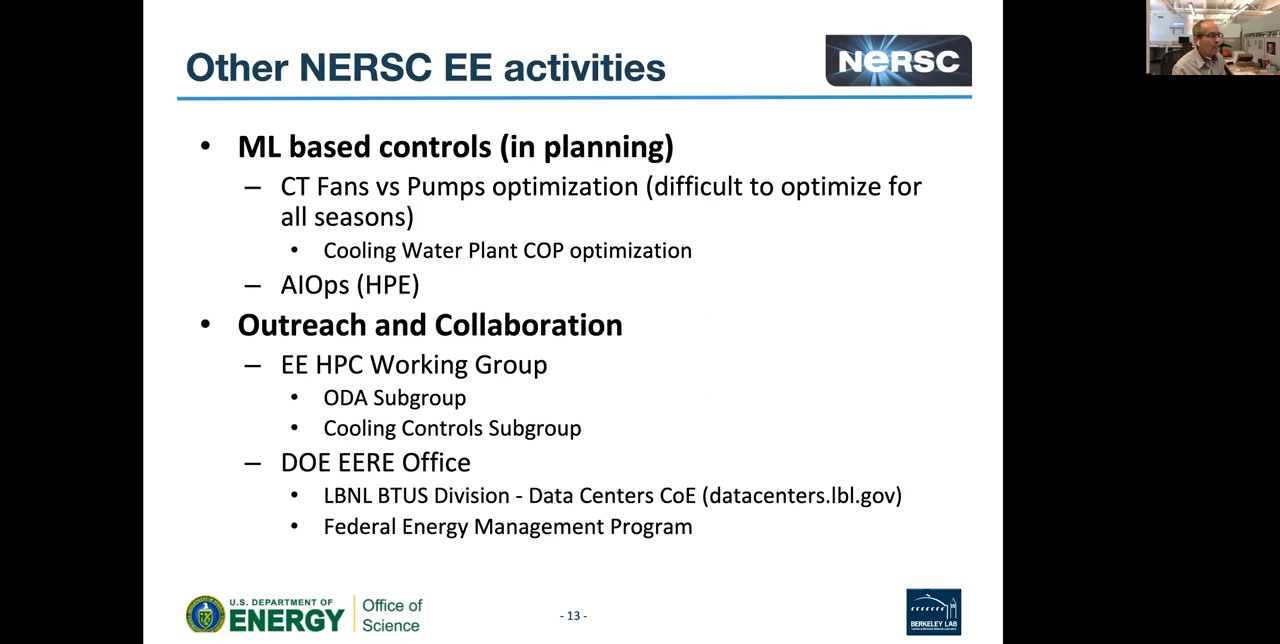 Other NERSC EE activities
NERSC
• ML based controls (in planning)
– CT Fans vs Pumps optimization (difficult to optimize for
all seasons)
• Cooling Water Plant COP optimization
– AIOps (HPE)
• Outreach and Collaboration
– EE HPC Working Group
• ODA Subgroup
• Cooling Controls Subgroup
– DOE EERE Office
• LBNL BTUS Division - Data Centers CoE (datacenters.lbl.gov)
• Federal Energy Management Program
U.S. DEPARTMENT OF
ENERGY
Office of
Science
- 13 -
BERKELEY LAB